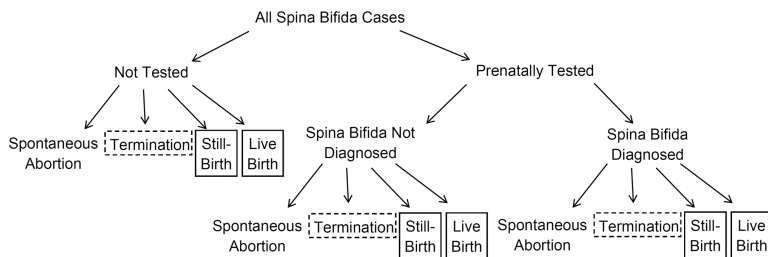 All Spina Bifida Cases
Not Tested
Prenatally Tested
Spontaneous
Abortion
Termination
Still-
Birth
Live
Birth
Spina Bifida Not
Diagnosed
Spina Bifida
Diagnosed
Spontaneous
Abortion
Termination
Still-
Birth
Live
Birth
Spontaneous
Abortion
Termination
Still-
Birth
Live
Birth